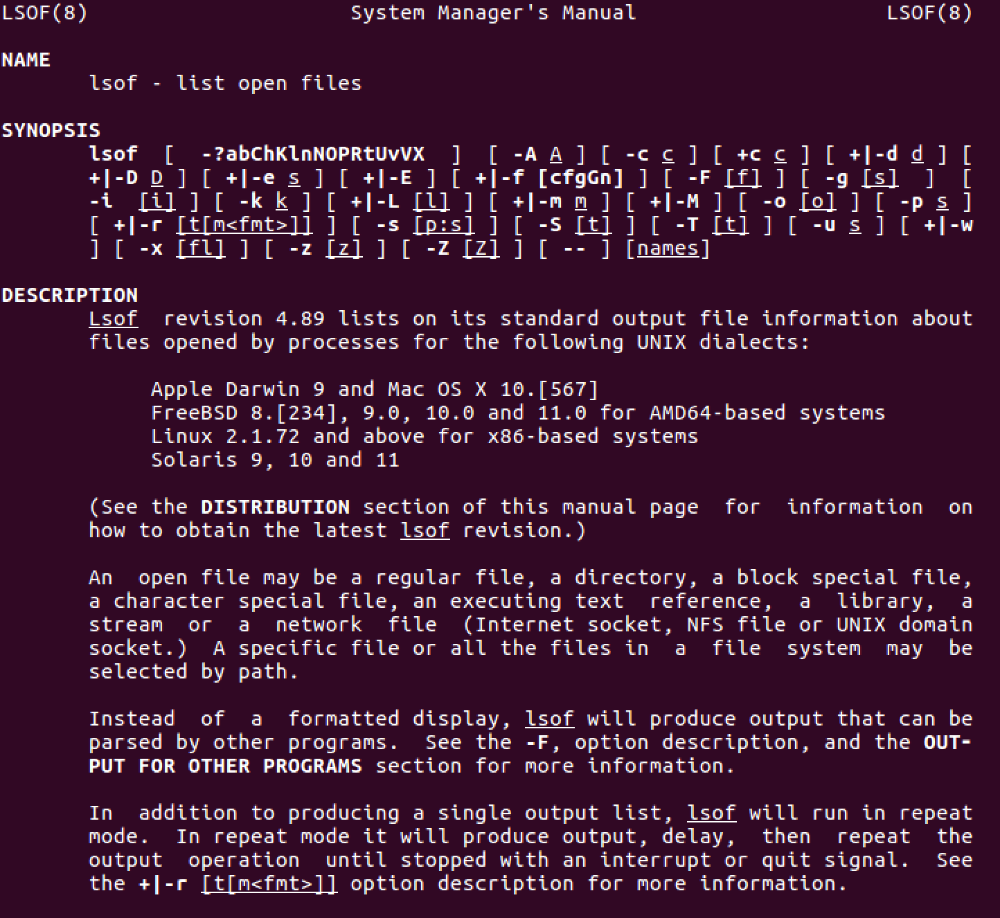 LSOF(8) System Manager's Manual LSOF(8)
NAME
lsof - list open files
SYNOPSIS
lsof [ -?abChKlnNOPRtUvVX ] [ -A A ] [ -c c ] [ +c c ] [ +|-d d ] [
+|-D D ] [ +|-e s ] [ +|-E ] [ +|-f [cfgGn] ] [ -F [f] ] [ -g [s] ] [
-i [i] ] [ -k k ] [ +|-L [l] ] [ +|-m m ] [ +|-M ] [ -o [o] ] [ -p s ]
[ +|-r [t[m<fmt>]] ] [ -s [p:s] ] [ -S [t] ] [ -T [t] ] [ -u s ] [ +|-w
] [ -x [fl] ] [ -z [z] ] [ -Z [Z] ] [ -- ] [names]
DESCRIPTION
Lsof revision 4.89 lists on its standard output file information about
files opened by processes for the following UNIX dialects:
Apple Darwin 9 and Mac OS X 10.[567]
FreeBSD 8.[234], 9.0, 10.0 and 11.0 for AMD64-based systems
Linux 2.1.72 and above for x86-based systems
Solaris 9, 10 and 11
(See the DISTRIBUTION section of this manual page for information on
how to obtain the latest lsof revision.)
An open file may be a regular file, a directory, a block special file,
a character special file, an executing text reference, a library, a
stream or a network file (Internet socket, NFS file or UNIX domain
socket.) A specific file or all the files in a file system may be
selected by path.
Instead of a formatted display, lsof will produce output that can be
parsed by other programs. See the -F, option description, and the OUT-
PUT FOR OTHER PROGRAMS section for more information.
In addition to producing a single output list, lsof will run in repeat
mode. In repeat mode it will produce output, delay, then repeat the
output operation until stopped with an interrupt or quit signal. See
the +|-r [t[m<fmt>]] option description for more information.